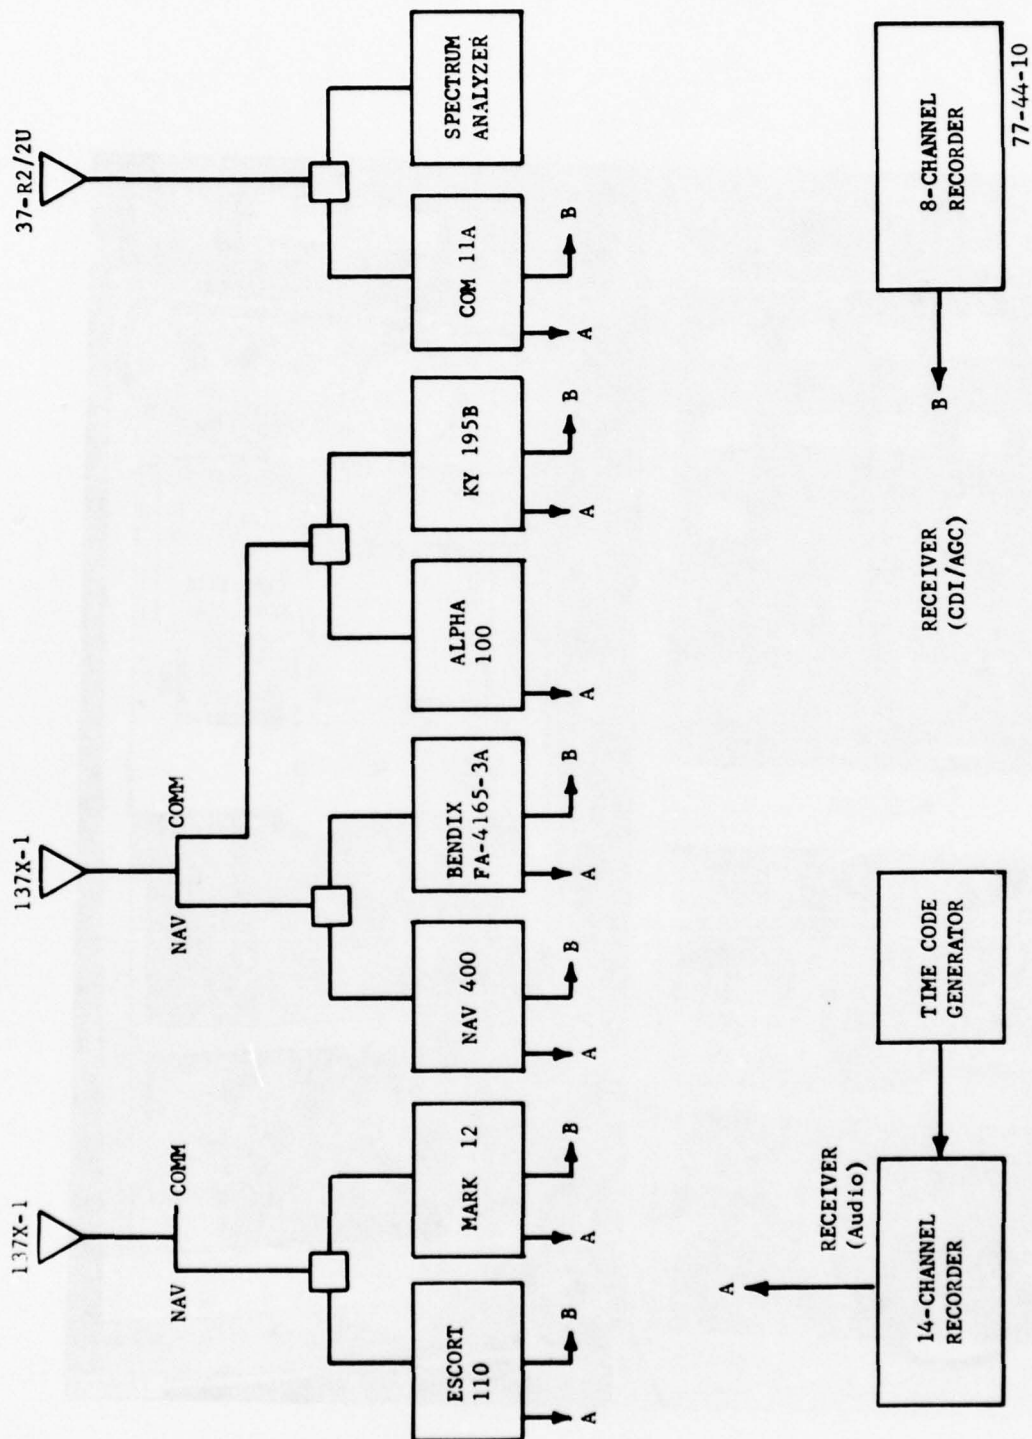 137X-1
137X-1
37-R2/2U
NAV
COMM
NAV
COMM
ESCORT
110
MARK 12
NAV 400
BENDIX
FA-4165-3A
ALPHA
100
KY 195B
COM 11A
SPECTRUM
ANALYZER
A
B
A
B
A
B
A
B
A
A
B
A
B
A
RECEIVER
(Audio)
14-CHANNEL
RECORDER
TIME CODE
GENERATOR
RECEIVER
(CDI/AGC)
B
8-CHANNEL
RECORDER
77-44-10